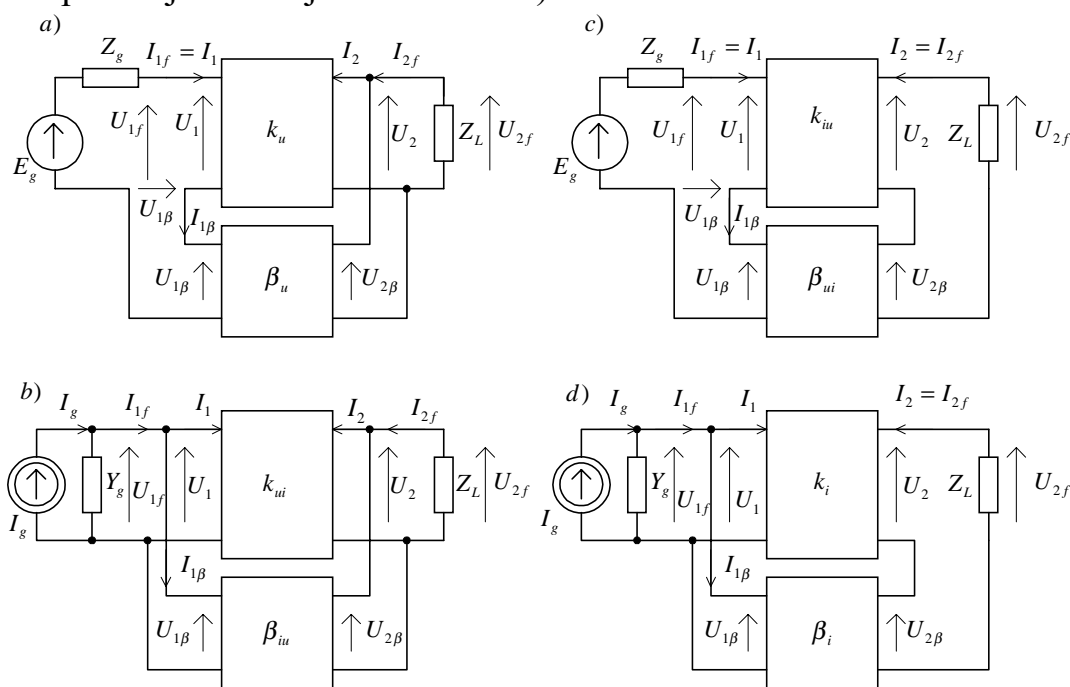 a)
Z_g
I_{1f} = I_1
I_2
I_{2f}
U_{1f}
U_1
k_u
U_2
Z_L
U_{2f}
E_g
U_{1β}
I_{1β}
U_{1β}
β_u
U_{2β}
c)
Z_g
I_{1f} = I_1
I_2 = I_{2f}
U_{1f}
U_1
k_{iu}
U_2
Z_L
U_{2f}
E_g
U_{1β}
I_{1β}
U_{1β}
β_{ui}
U_{2β}
b)
I_g
I_{1f}
I_1
I_2
I_{2f}
Y_g
U_{1f}
U_1
k_{ui}
U_2
Z_L
U_{2f}
I_g
I_{1β}
U_{1β}
β_{iu}
U_{2β}
d)
I_g
I_{1f}
I_1
I_2 = I_{2f}
Y_g
U_{1f}
U_1
k_i
U_2
Z_L
U_{2f}
I_g
I_{1β}
U_{1β}
β_i
U_{2β}